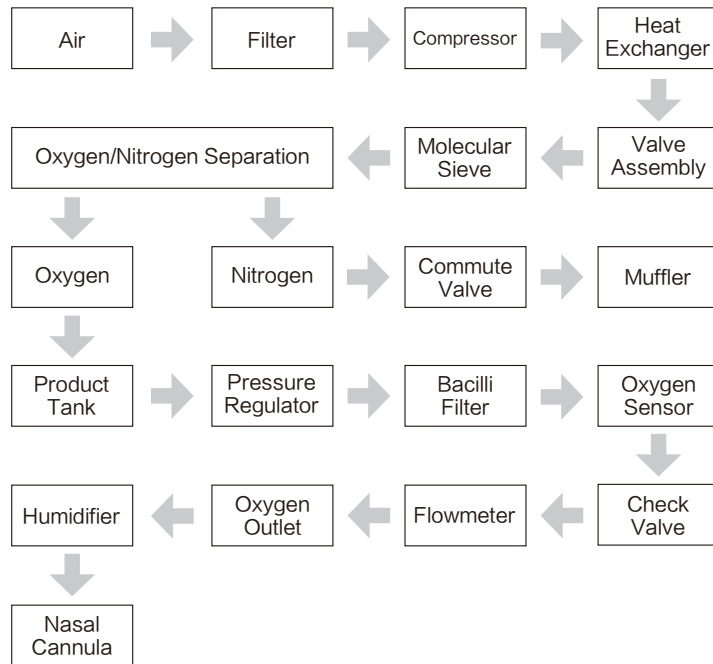 Air
Filter
Compressor
Heat
Exchanger
Oxygen/Nitrogen Separation
Molecular
Sieve
Valve
Assembly
Oxygen
Nitrogen
Commute
Valve
Muffler
Product
Tank
Pressure
Regulator
Bacilli
Filter
Oxygen
Sensor
Humidifier
Oxygen
Outlet
Flowmeter
Check
Valve
Nasal
Cannula